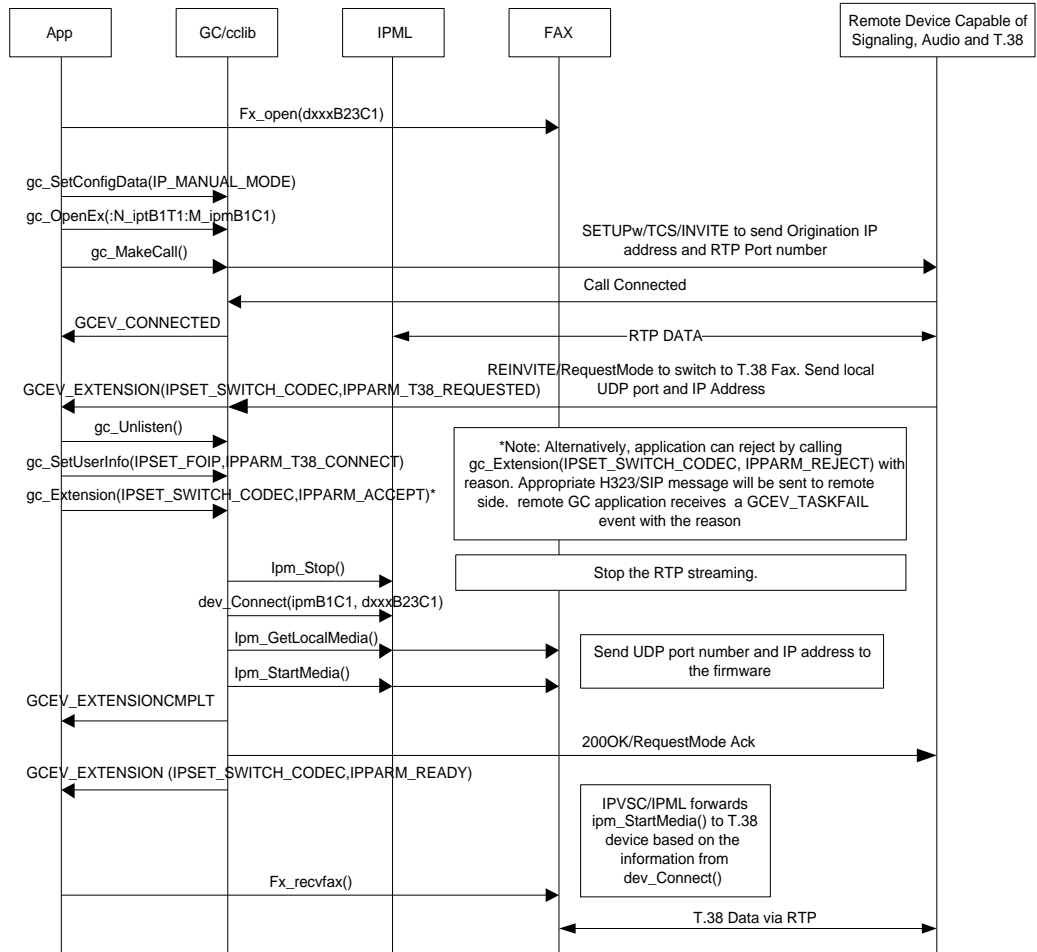 App
GC/cclib
IPML
FAX
Remote Device Capable of
Signaling, Audio and T.38
Fx_open(dxxxB23C1)
gc_SetConfigData(IP_MANUAL_MODE)
gc_OpenEx(:N_iptB1T1:M_ipmB1C1)
SETUPw/TCS/INVITE to send Origination IP
address and RTP Port number
gc_MakeCall()
Call Connected
GCEV_CONNECTED
RTP DATA
REINVITE/RequestMode to switch to T.38 Fax. Send local
UDP port and IP Address
GCEV_EXTENSION(IPSET_SWITCH_CODEC,IPPARM_T38_REQUESTED)
gc_Unlisten()
gc_SetUserInfo(IPSET_FOIP,IPPARM_T38_CONNECT)
gc_Extension(IPSET_SWITCH_CODEC,IPPARM_ACCEPT)*
*Note: Alternatively, application can reject by calling
gc_Extension(IPSET_SWITCH_CODEC, IPPARM_REJECT) with
reason. Appropriate H323/SIP message will be sent to remote
side.  remote GC application receives  a GCEV_TASKFAIL
event with the reason
Ipm_Stop()
Stop the RTP streaming.
dev_Connect(ipmB1C1, dxxxB23C1)
Ipm_GetLocalMedia()
Send UDP port number and IP address to
the firmware
Ipm_StartMedia()
GCEV_EXTENSIONCMPLT
200OK/RequestMode Ack
GCEV_EXTENSION (IPSET_SWITCH_CODEC,IPPARM_READY)
IPVSC/IPML forwards
ipm_StartMedia() to T.38
device based on the
information from
dev_Connect()
Fx_recvfax()
T.38 Data via RTP